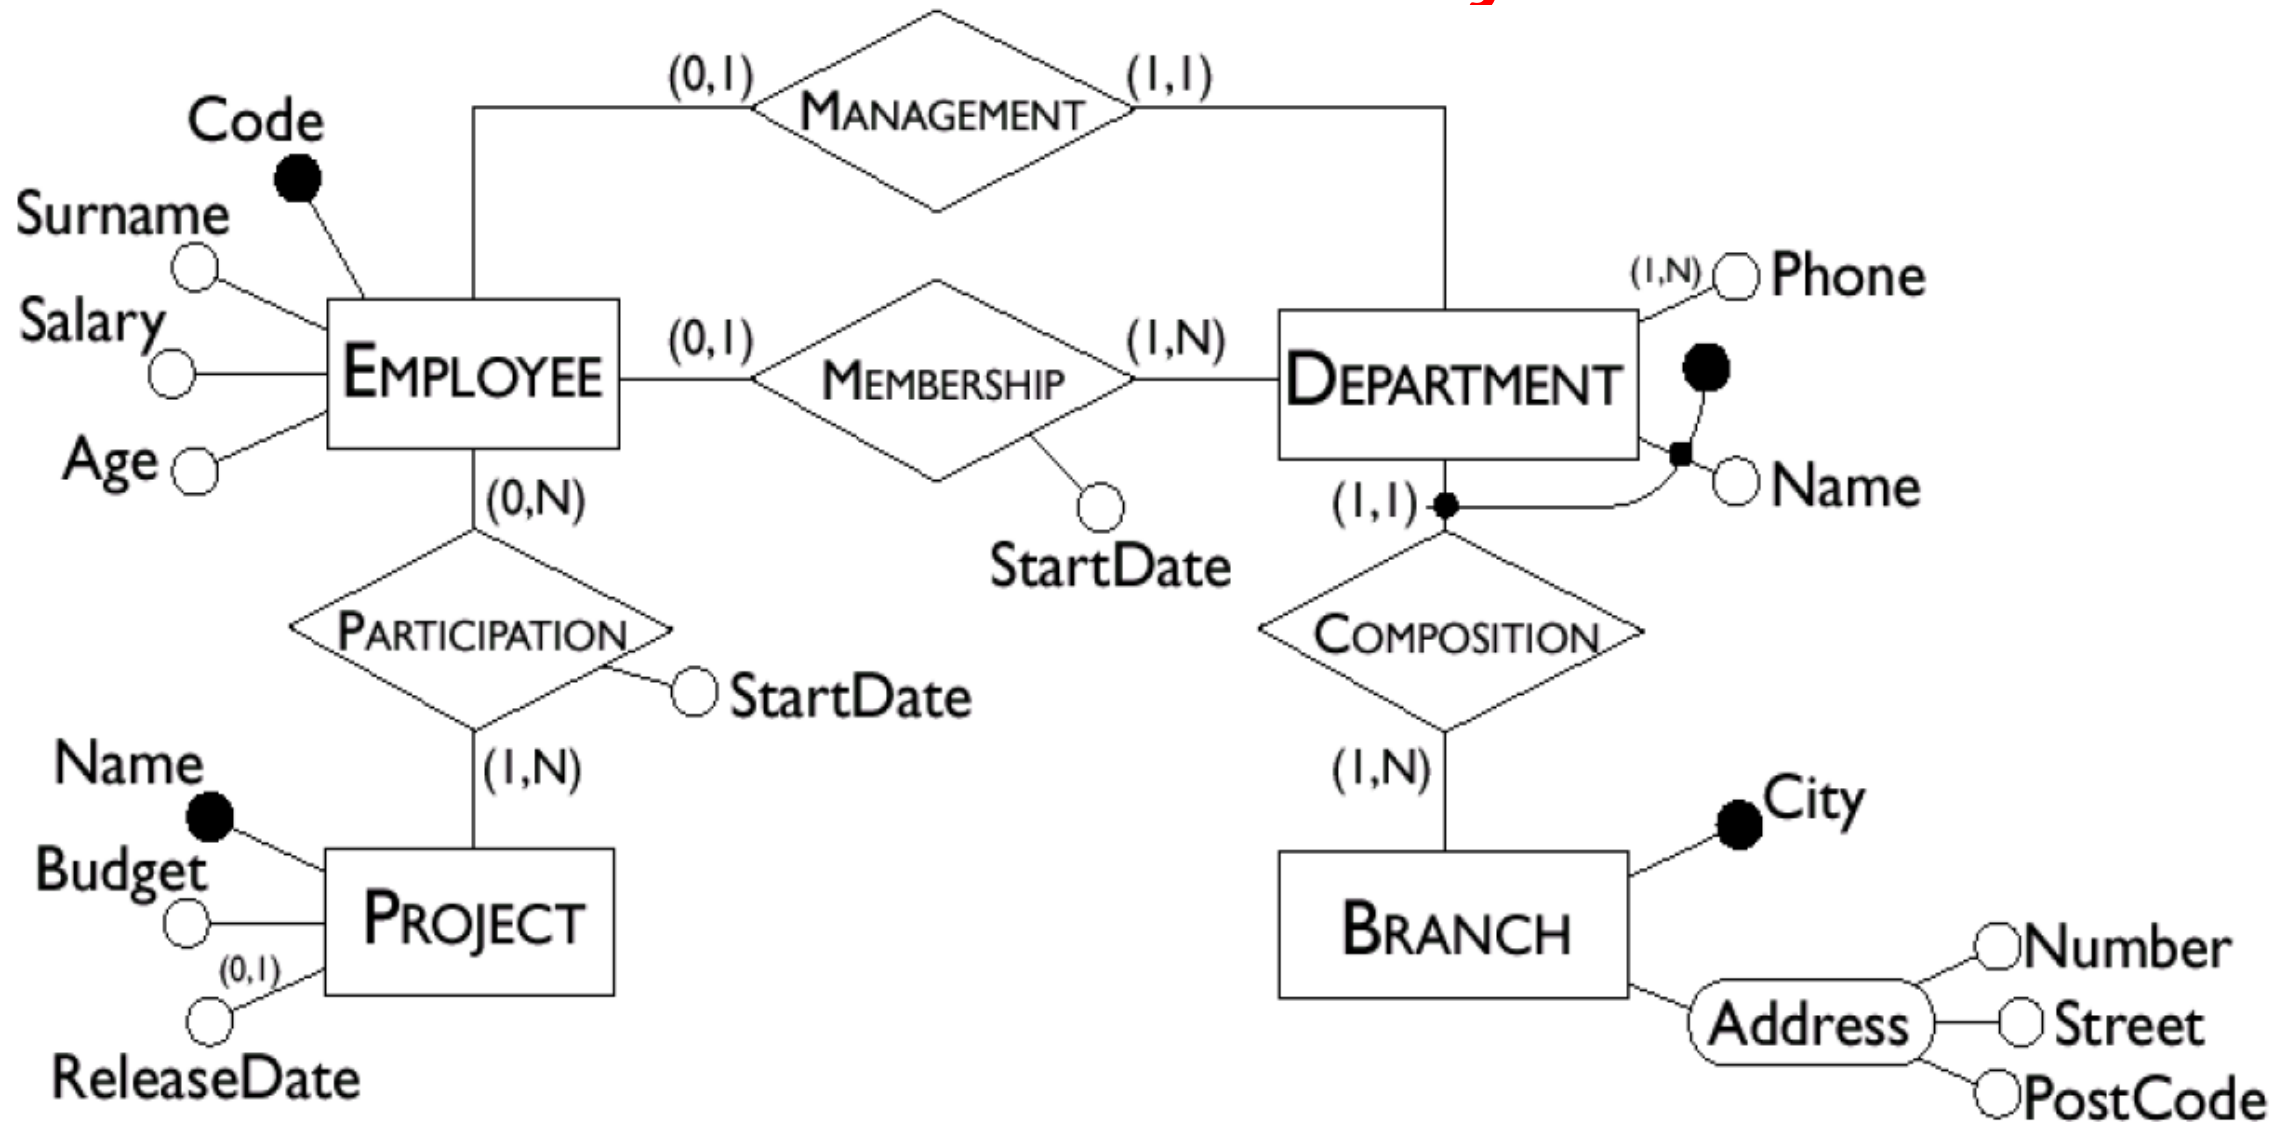 (0,1)
MANAGEMENT
(1,1)
Code
Surname
Salary
Age
EMPLOYEE
(0,1)
MEMBERSHIP
(1,N)
StartDate
DEPARTMENT
(1,N)
Phone
Name
(0,N)
PARTICIPATION
StartDate
(1,N)
(1,1)
COMPOSITION
(1,N)
Name
Budget
(0,1)
ReleaseDate
PROJECT
BRANCH
City
Address
Number
Street
PostCode